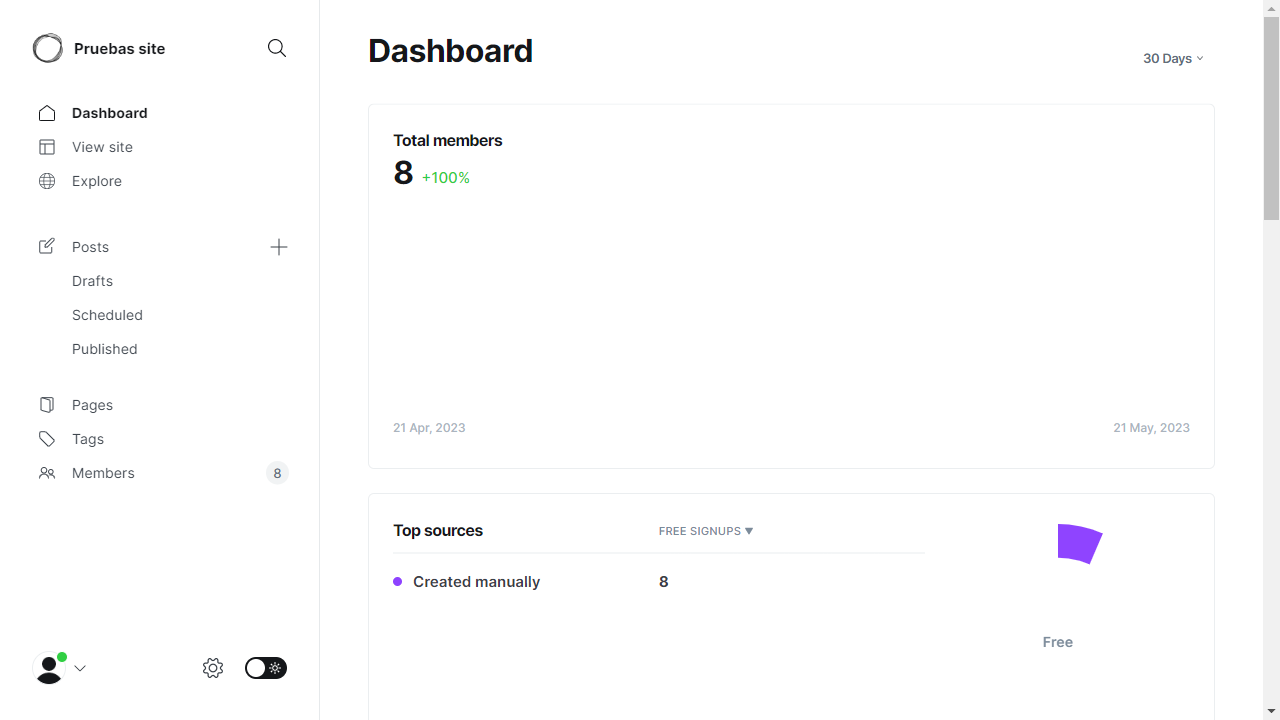 Pruebas site
Dashboard
View site
Explore
Posts
Drafts
Scheduled
Published
Pages
Tags
Members
8
Dashboard
30 Days
Total members
8 +100%
21 Apr, 2023
21 May, 2023
Top sources
FREE SIGNUPS ▼
Created manually
8
Free